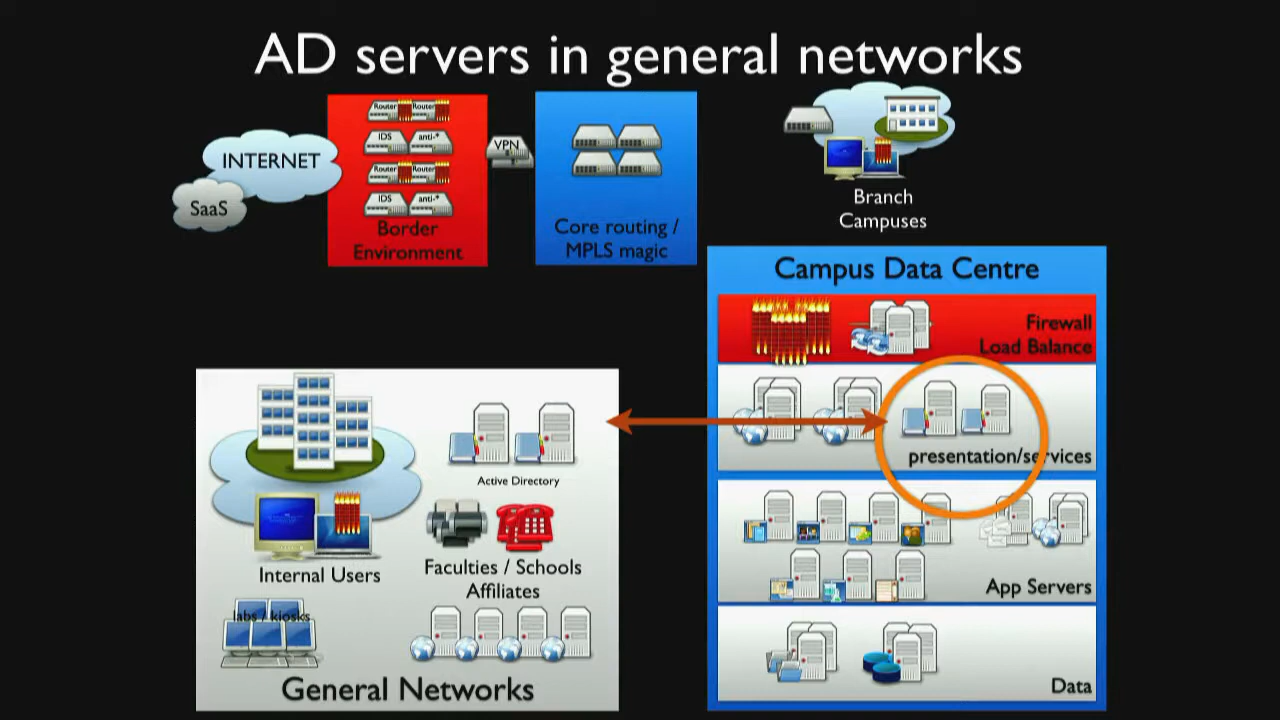 AD servers in general networks
INTERNET
SaaS
Router Router
IDS anti-*
Router Router
IDS anti-*
Border
Environment
VPN
Core routing /
MPLS magic
Branch
Campuses
Campus Data Centre
Firewall
Load Balance
presentation/services
App Servers
Data
Active Directory
Internal Users
Faculties / Schools
Affiliates
labs / kiosks
General Networks